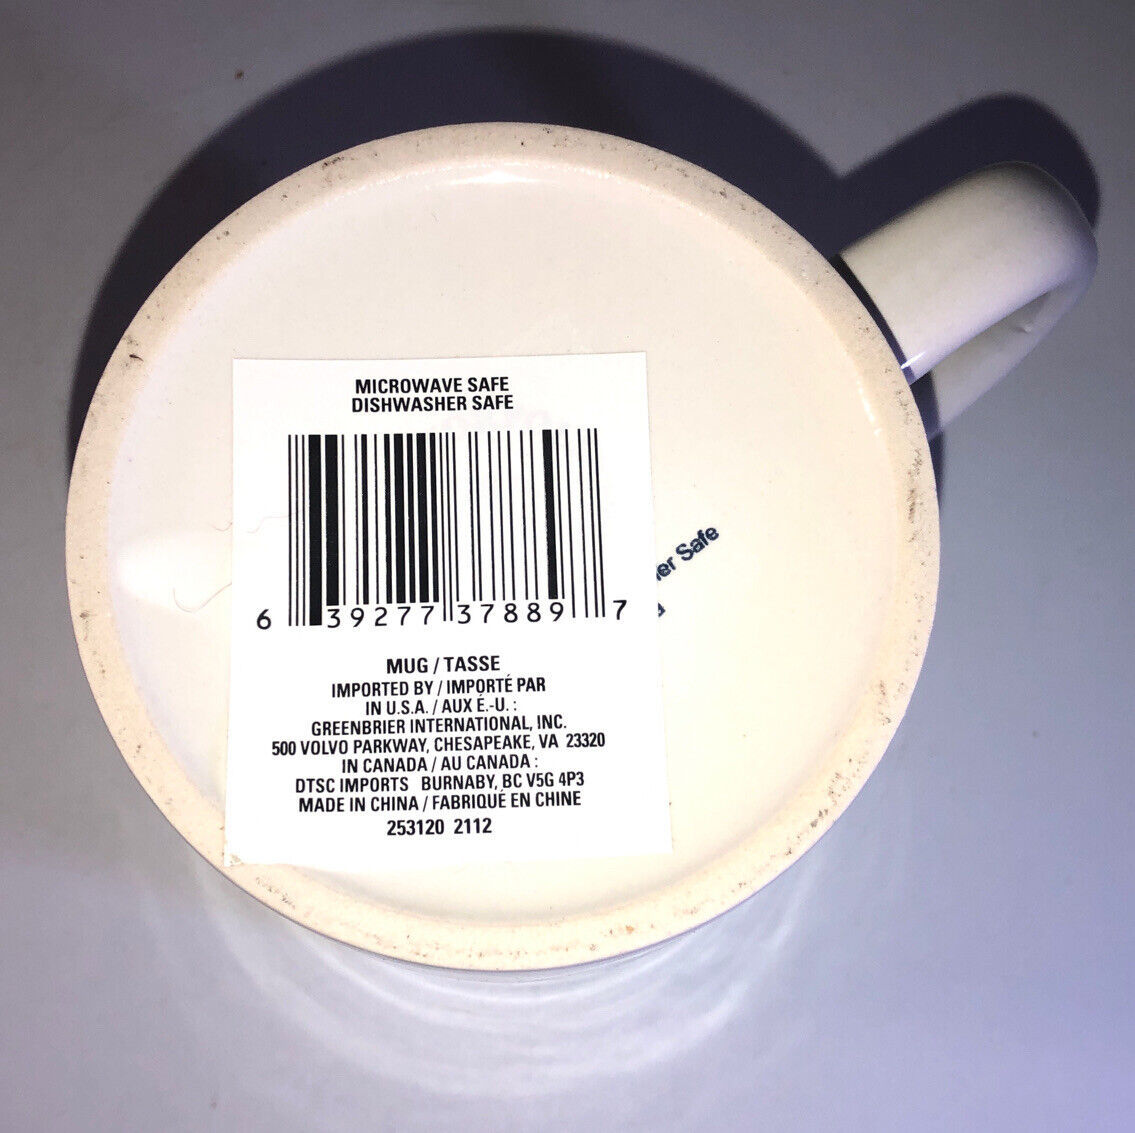 MICROWAVE SAFE
DISHWASHER SAFE
6 39277 37889 7
MUG / TASSE
IMPORTED BY / IMPORTÉ PAR
IN U.S.A. / AUX É.-U. :
GREENBRIER INTERNATIONAL, INC.
500 VOLVO PARKWAY, CHESAPEAKE, VA 23320
IN CANADA / AU CANADA :
DTSC IMPORTS BURNABY, BC V5G 4P3
MADE IN CHINA / FABRIQUÉ EN CHINE
253120 2112
er Safe